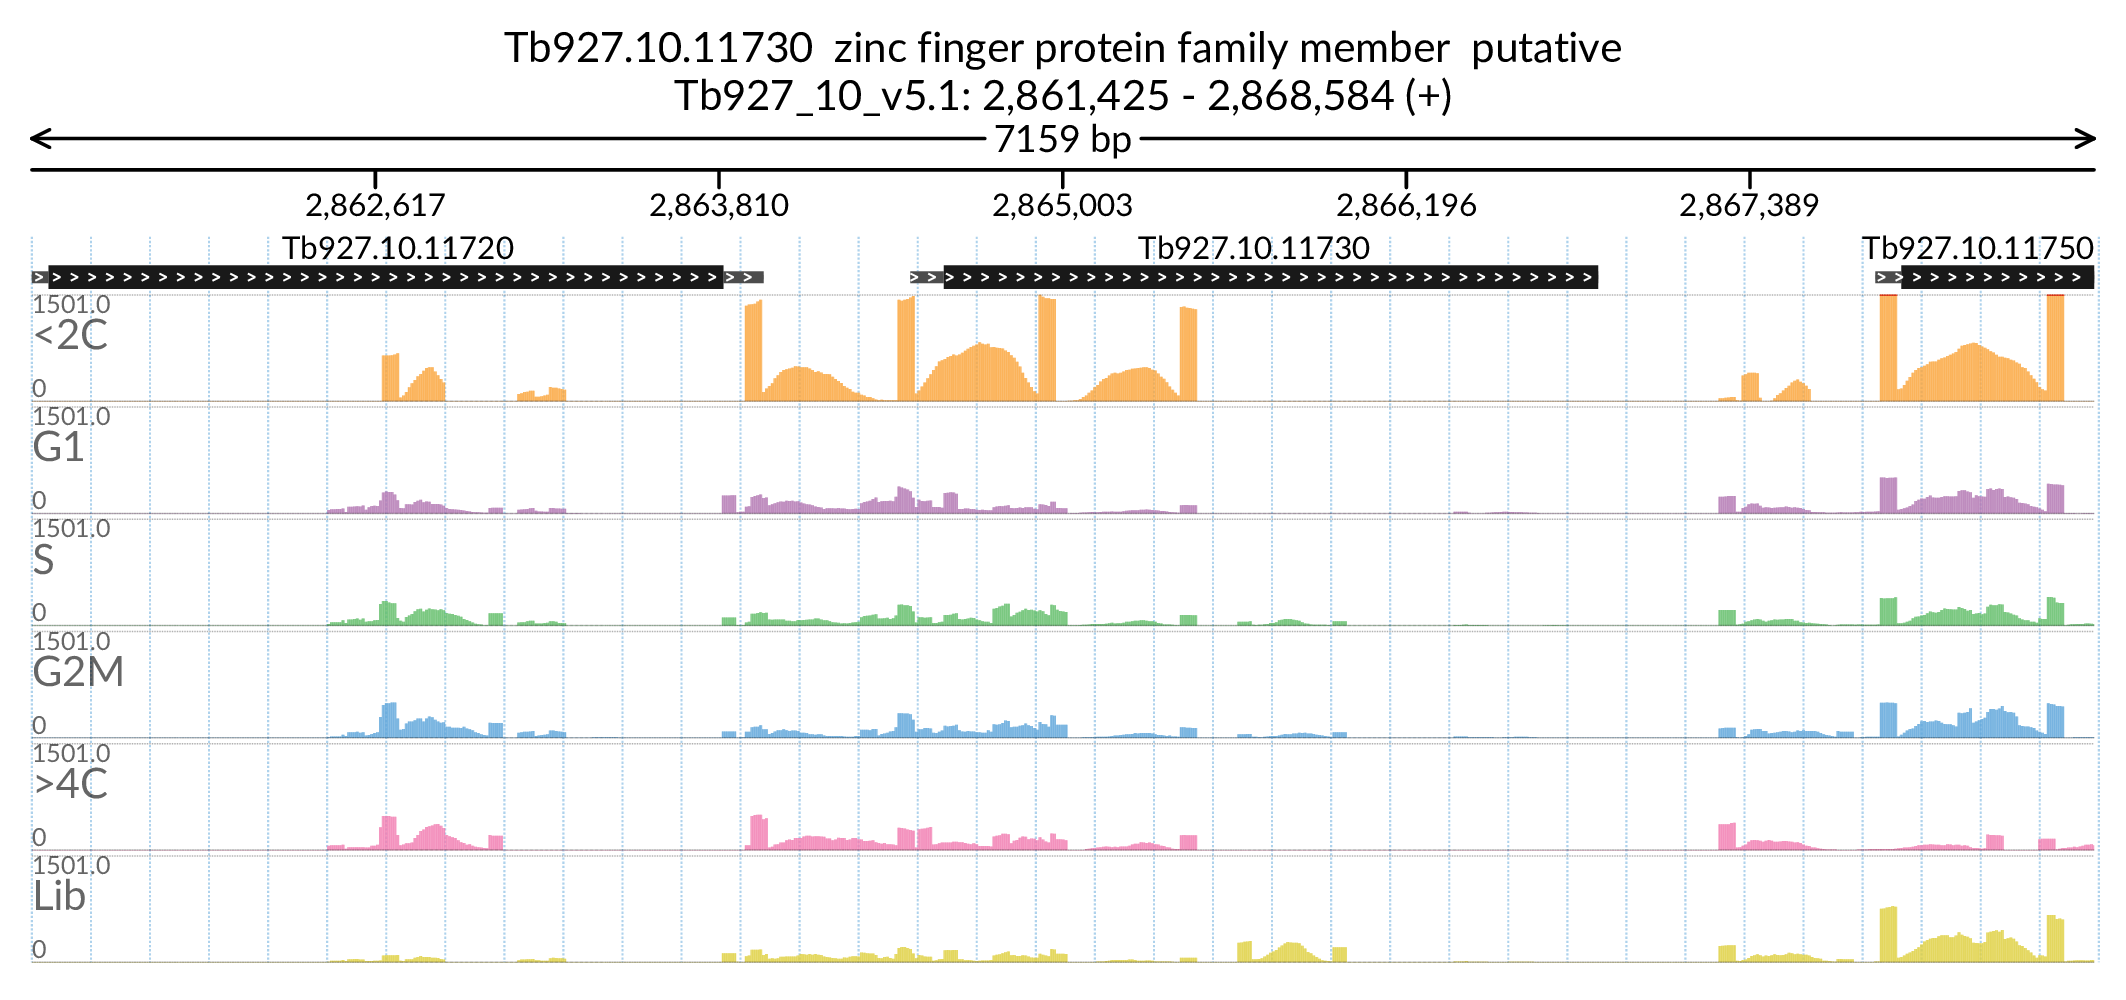 Tb927.10.11730 zinc finger protein family member putative
Tb927_10_v5.1: 2,861,425 - 2,868,584 (+)
7159 bp
2,862,617 2,863,810 2,865,003 2,866,196 2,867,389
Tb927.10.11720 Tb927.10.11730 Tb927.10.11750
1501.0
<2C
0
1501.0
G1
0
1501.0
S
0
1501.0
G2M
0
1501.0
>4C
0
1501.0
Lib
0